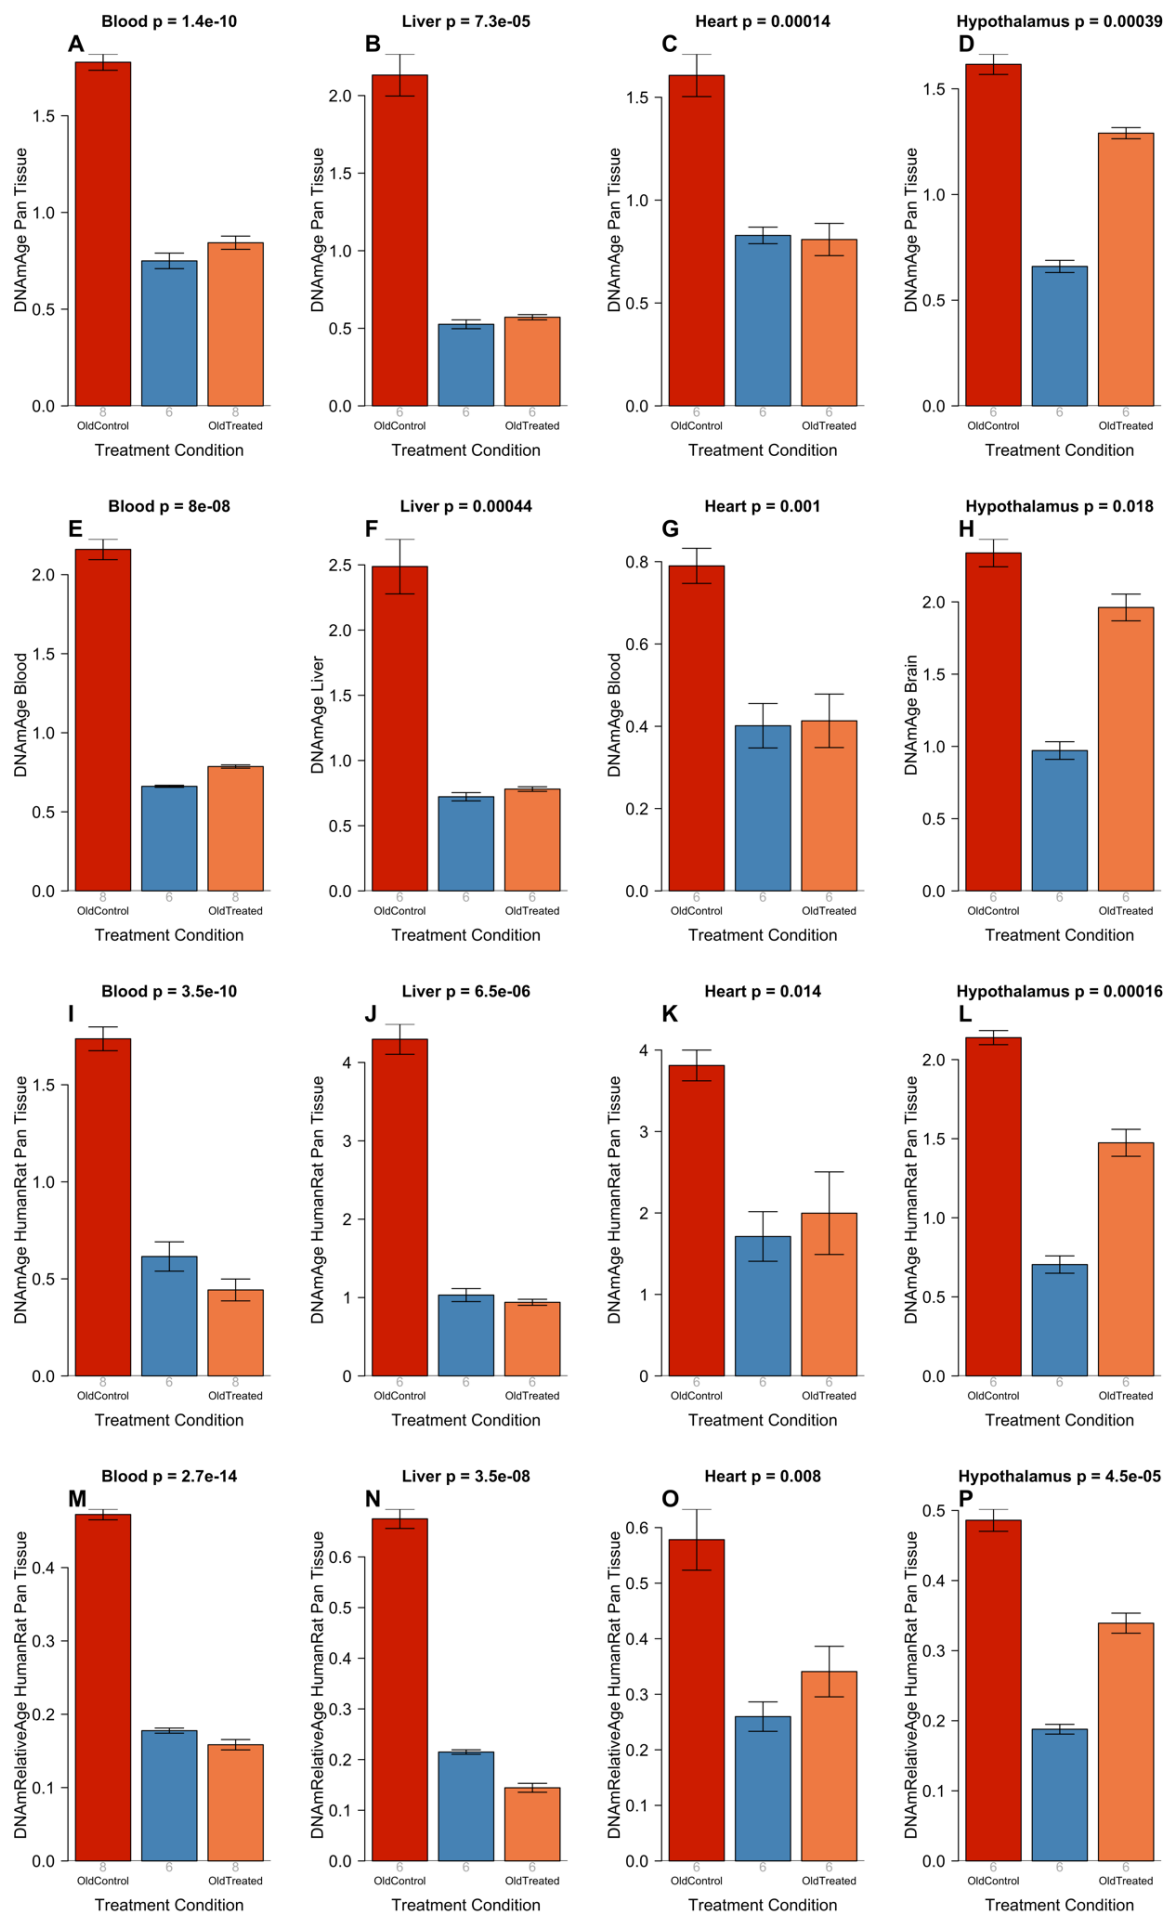 Blood p = 1.4e-10
A
DNAmAge Pan Tissue
1.5
1.0
0.5
0.0
8 6 8
OldControl OldTreated
Treatment Condition
Liver p = 7.3e-05
B
DNAmAge Pan Tissue
2.0
1.5
1.0
0.5
0.0
6 6 6
OldControl OldTreated
Treatment Condition
Heart p = 0.00014
C
DNAmAge Pan Tissue
1.5
1.0
0.5
0.0
6 6 6
OldControl OldTreated
Treatment Condition
Hypothalamus p = 0.00039
D
DNAmAge Pan Tissue
1.5
1.0
0.5
0.0
6 6 6
OldControl OldTreated
Treatment Condition
Blood p = 8e-08
E
DNAmAge Blood
2.0
1.5
1.0
0.5
0.0
8 6 8
OldControl OldTreated
Treatment Condition
Liver p = 0.00044
F
DNAmAge Liver
2.5
2.0
1.5
1.0
0.5
0.0
6 6 6
OldControl OldTreated
Treatment Condition
Heart p = 0.001
G
DNAmAge Blood
0.8
0.6
0.4
0.2
0.0
6 6 6
OldControl OldTreated
Treatment Condition
Hypothalamus p = 0.018
H
DNAmAge Brain
2.0
1.5
1.0
0.5
0.0
6 6 6
OldControl OldTreated
Treatment Condition
Blood p = 3.5e-10
I
DNAmAge HumanRat Pan Tissue
1.5
1.0
0.5
0.0
8 6 8
OldControl OldTreated
Treatment Condition
Liver p = 6.5e-06
J
DNAmAge HumanRat Pan Tissue
4
3
2
1
0
6 6 6
OldControl OldTreated
Treatment Condition
Heart p = 0.014
K
DNAmAge HumanRat Pan Tissue
4
3
2
1
0
6 6 6
OldControl OldTreated
Treatment Condition
Hypothalamus p = 0.00016
L
DNAmAge HumanRat Pan Tissue
2.0
1.5
1.0
0.5
0.0
6 6 6
OldControl OldTreated
Treatment Condition
Blood p = 2.7e-14
M
DNAmRelativeAge HumanRat Pan Tissue
0.4
0.3
0.2
0.1
0.0
8 6 8
OldControl OldTreated
Treatment Condition
Liver p = 3.5e-08
N
DNAmRelativeAge HumanRat Pan Tissue
0.6
0.5
0.4
0.3
0.2
0.1
0.0
6 6 6
OldControl OldTreated
Treatment Condition
Heart p = 0.008
O
DNAmRelativeAge HumanRat Pan Tissue
0.6
0.5
0.4
0.3
0.2
0.1
0.0
6 6 6
OldControl OldTreated
Treatment Condition
Hypothalamus p = 4.5e-05
P
DNAmRelativeAge HumanRat Pan Tissue
0.5
0.4
0.3
0.2
0.1
0.0
6 6 6
OldControl OldTreated
Treatment Condition